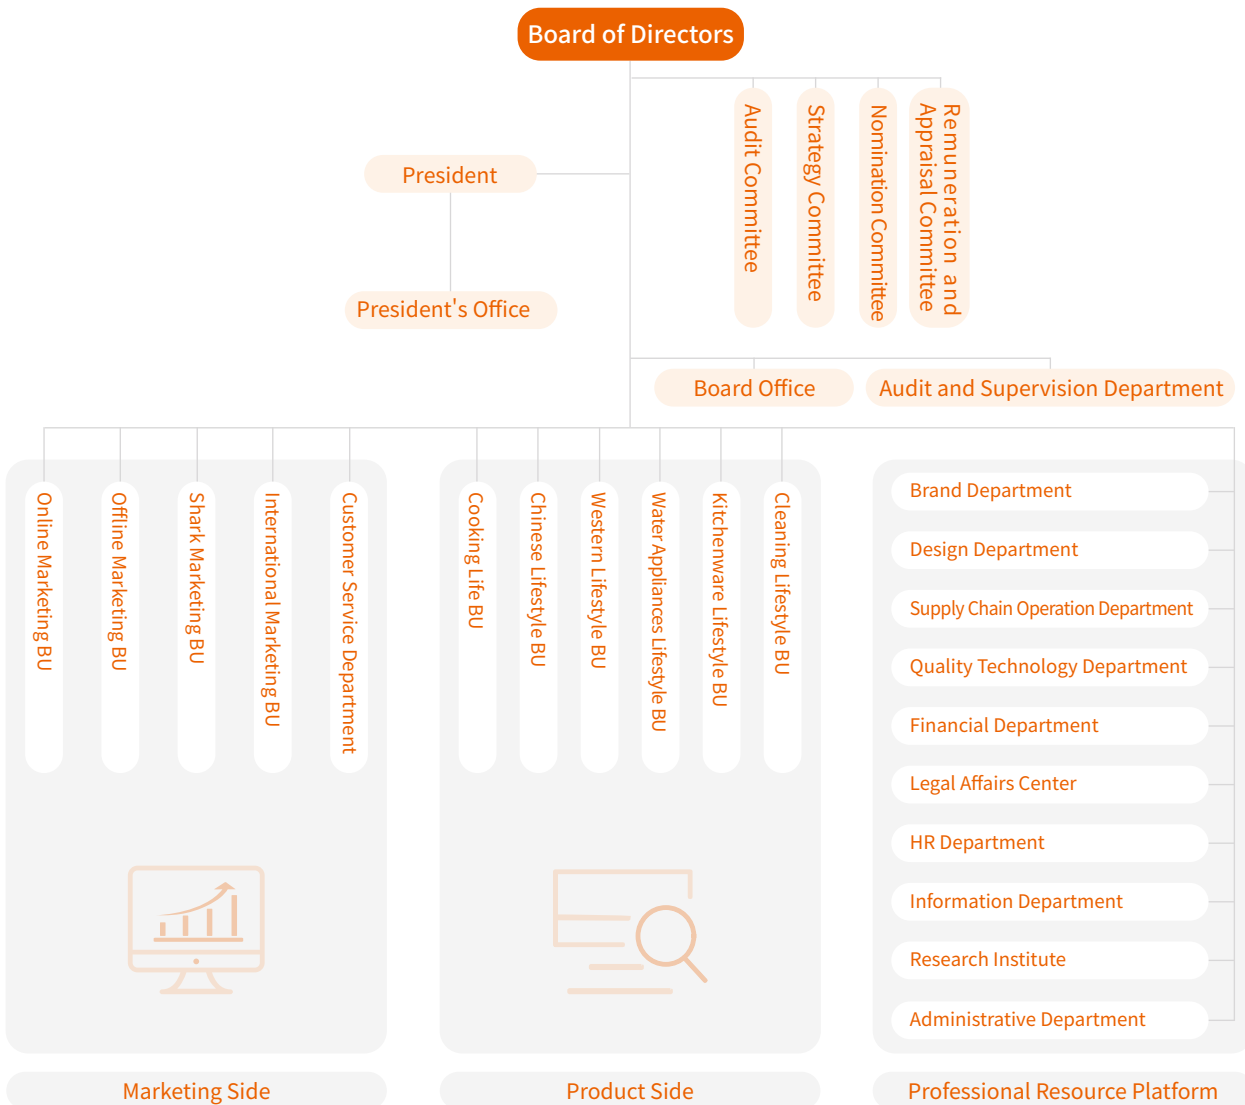 Board of Directors
Audit Committee
Strategy Committee
Nomination Committee
Remuneration and
Appraisal Committee
President
President's Office
Board Office
Audit and Supervision Department
Online Marketing BU
Offline Marketing BU
Shark Marketing BU
International Marketing BU
Customer Service Department
Cooking Life BU
Chinese Lifestyle BU
Western Lifestyle BU
Water Appliances Lifestyle BU
Kitchenware Lifestyle BU
Cleaning Lifestyle BU
Brand Department
Design Department
Supply Chain Operation Department
Quality Technology Department
Financial Department
Legal Affairs Center
HR Department
Information Department
Research Institute
Administrative Department
Marketing Side
Product Side
Professional Resource Platform